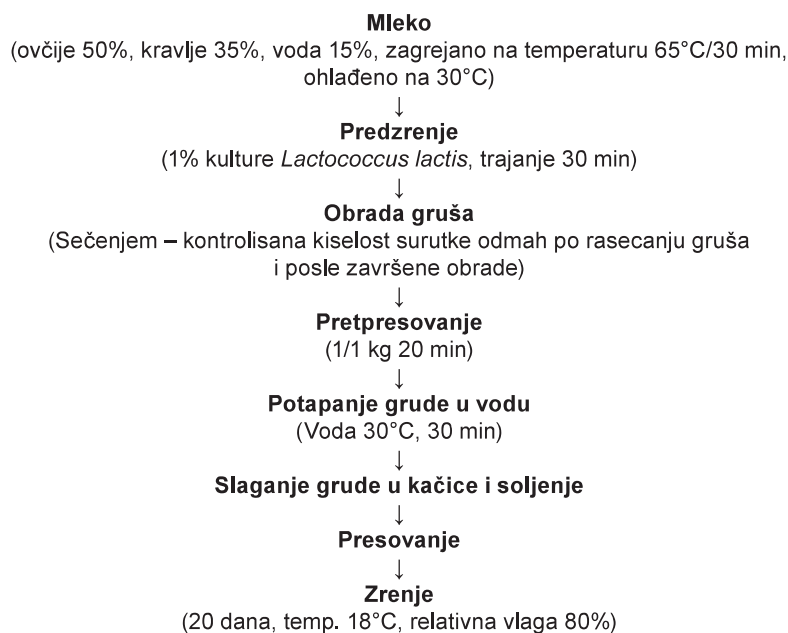 Mleko
(ovčije 50%, kravlje 35%, voda 15%, zagrejano na temperaturu 65°C/30 min,
ohlađeno na 30°C)
↓
Predzrenje
(1% kulture Lactococcus lactis, trajanje 30 min)
↓
Obrada gruša
(Sečenjem – kontrolisana kiselost surutke odmah po rasecanju gruša
i posle završene obrade)
↓
Pretpresovanje
(1/1 kg 20 min)
↓
Potapanje grude u vodu
(Voda 30°C, 30 min)
↓
Slaganje grude u kačice i soljenje
↓
Presovanje
↓
Zrenje
(20 dana, temp. 18°C, relativna vlaga 80%)